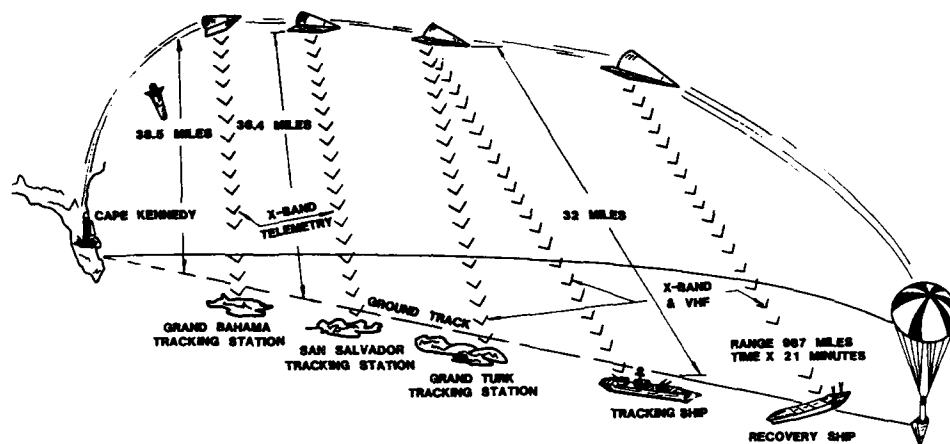 38.5 MILES
36.4 MILES
CAPE KENNEDY
X-BAND
TELEMETRY
32 MILES
GROUND TRACK
X-BAND
& VHF
GRAND BAHAMA
TRACKING STATION
SAN SALVADOR
TRACKING STATION
GRAND TURK
TRACKING STATION
RANGE 987 MILES
TIME X 21 MINUTES
TRACKING SHIP
RECOVERY SHIP